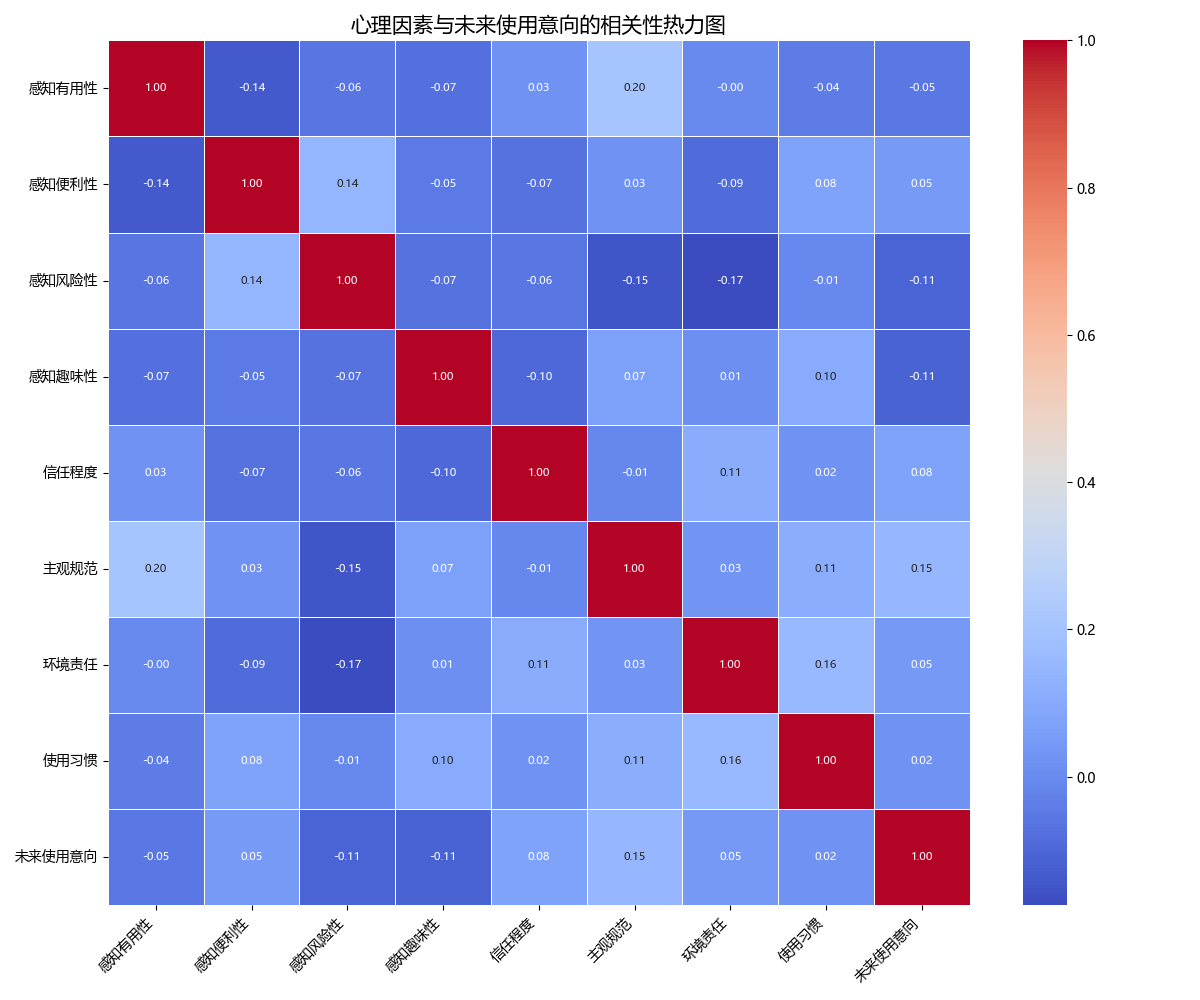 心理因素与未来使用意向的相关性热力图
感知有用性 1.00 -0.14 -0.06 -0.07 0.03 0.20 -0.00 -0.04 -0.05
感知便利性 -0.14 1.00 0.14 -0.05 -0.07 0.03 -0.09 0.08 0.05
感知风险性 -0.06 0.14 1.00 -0.07 -0.06 -0.15 -0.17 -0.01 -0.11
感知趣味性 -0.07 -0.05 -0.07 1.00 -0.10 0.07 0.01 0.10 -0.11
信任程度 0.03 -0.07 -0.06 -0.10 1.00 -0.01 0.11 0.02 0.08
主观规范 0.20 0.03 -0.15 0.07 -0.01 1.00 0.03 0.11 0.15
环境责任 -0.00 -0.09 -0.17 0.01 0.11 0.03 1.00 0.16 0.05
使用习惯 -0.04 0.08 -0.01 0.10 0.02 0.11 0.16 1.00 0.02
未来使用意向 -0.05 0.05 -0.11 -0.11 0.08 0.15 0.05 0.02 1.00
感知有用性 感知便利性 感知风险性 感知趣味性 信任程度 主观规范 环境责任 使用习惯 未来使用意向
1.0
0.8
0.6
0.4
0.2
0.0